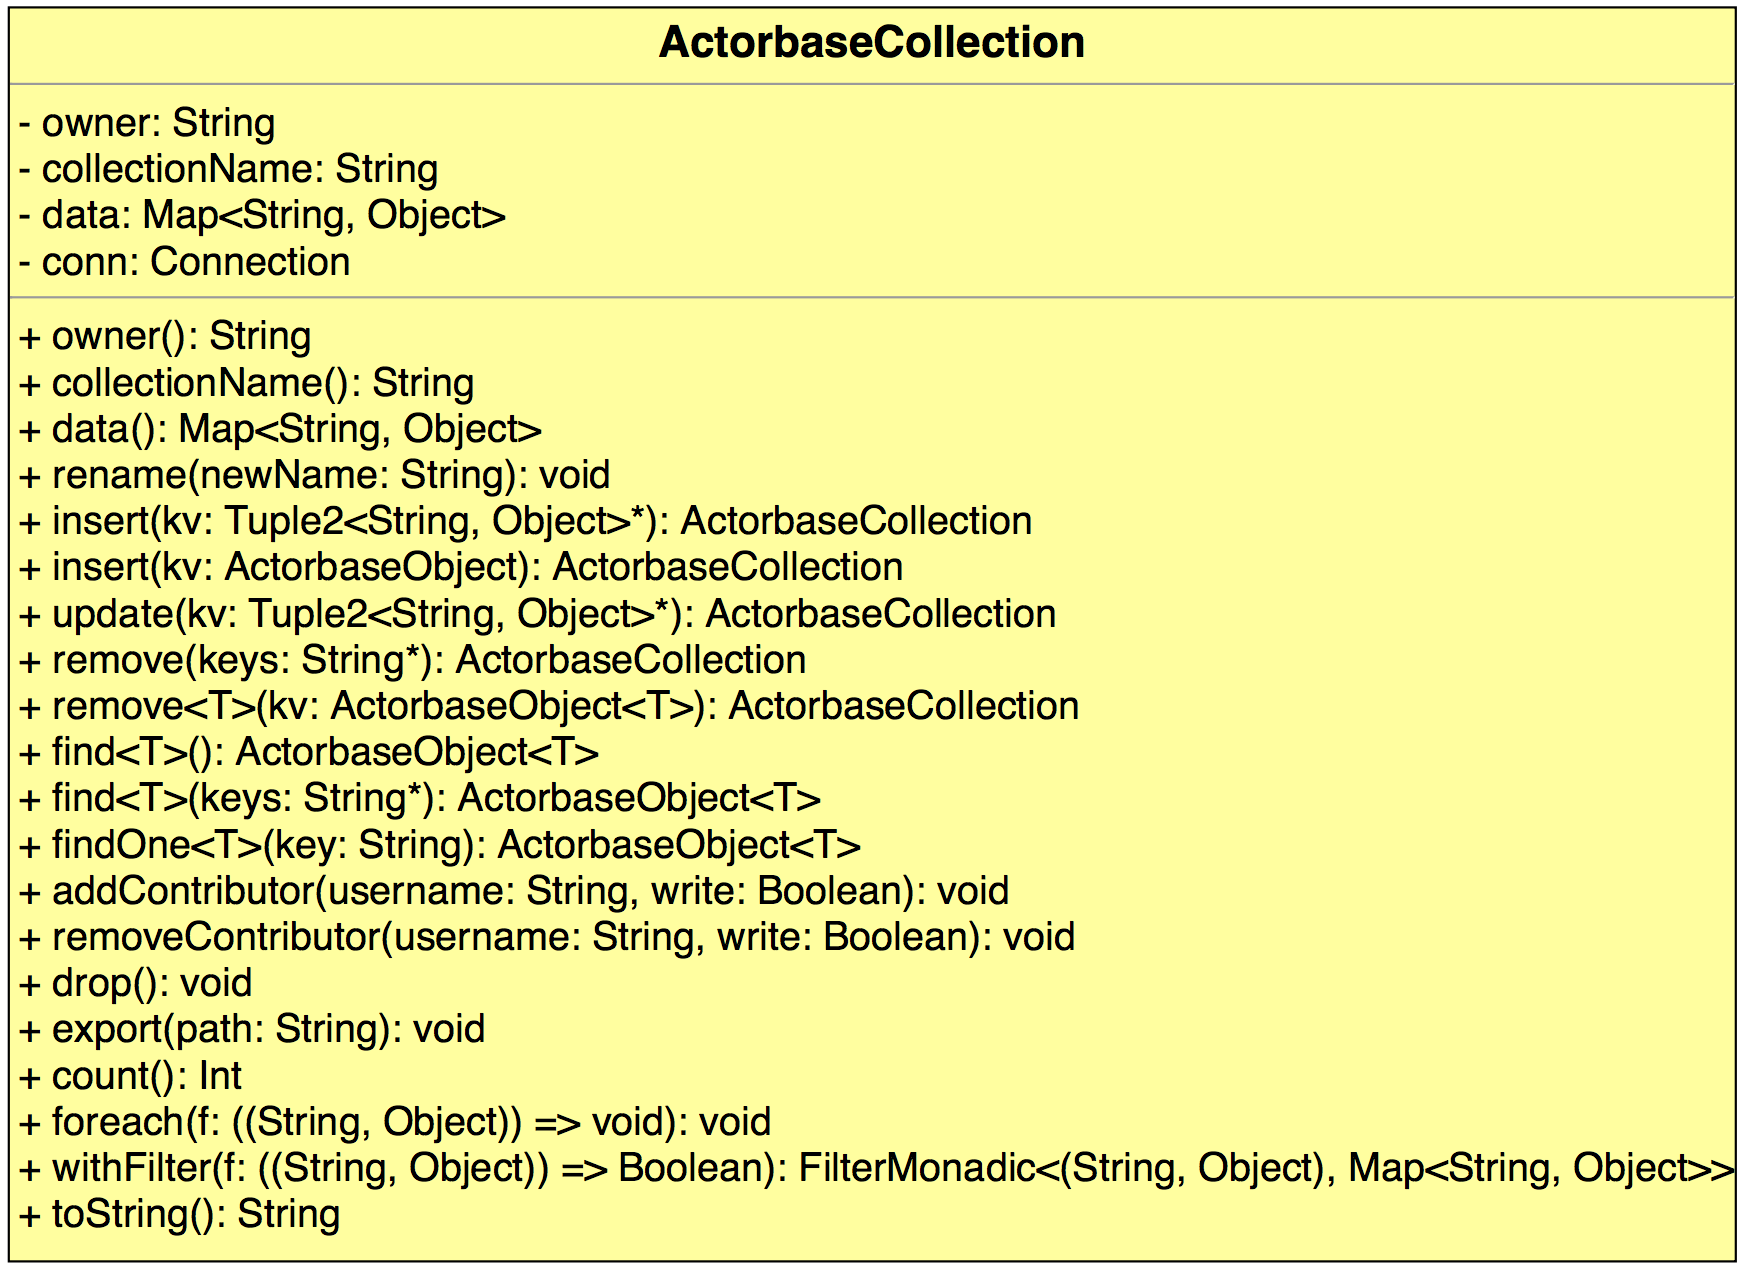 ActorbaseCollection
- owner: String
- collectionName: String
- data: Map<String, Object>
- conn: Connection
+ owner(): String
+ collectionName(): String
+ data(): Map<String, Object>
+ rename(newName: String): void
+ insert(kv: Tuple2<String, Object>*): ActorbaseCollection
+ insert(kv: ActorbaseObject): ActorbaseCollection
+ update(kv: Tuple2<String, Object>*): ActorbaseCollection
+ remove(keys: String*): ActorbaseCollection
+ remove<T>(kv: ActorbaseObject<T>): ActorbaseCollection
+ find<T>(): ActorbaseObject<T>
+ find<T>(keys: String*): ActorbaseObject<T>
+ findOne<T>(key: String): ActorbaseObject<T>
+ addContributor(username: String, write: Boolean): void
+ removeContributor(username: String, write: Boolean): void
+ drop(): void
+ export(path: String): void
+ count(): Int
+ foreach(f: ((String, Object)) => void): void
+ withFilter(f: ((String, Object)) => Boolean): FilterMonadic<(String, Object), Map<String, Object>>
+ toString(): String